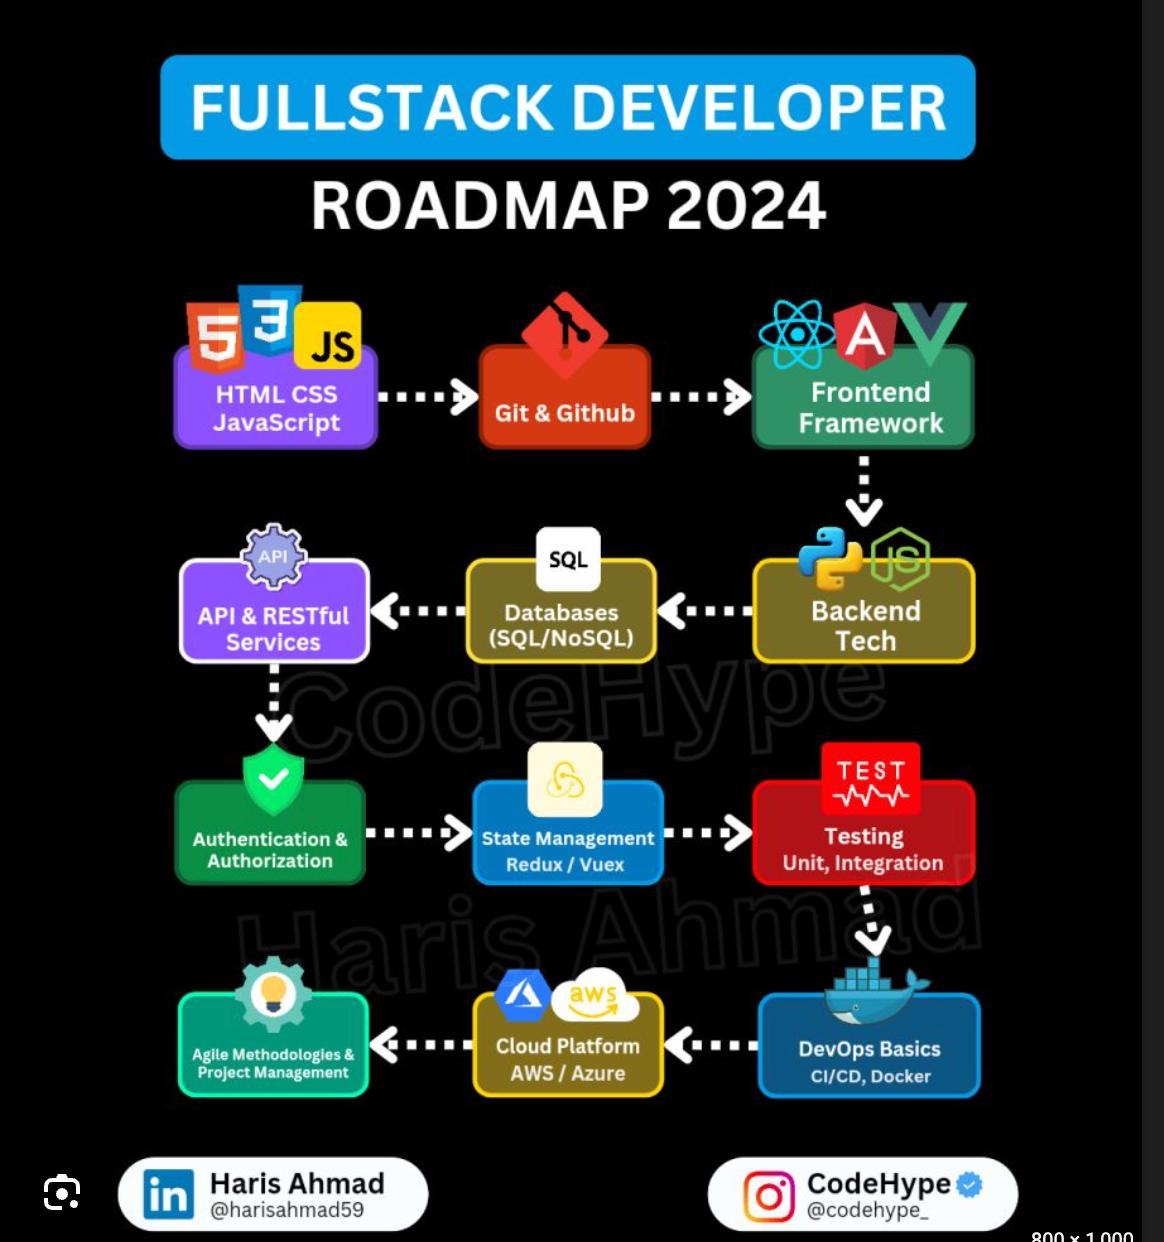 FULLSTACK DEVELOPER
ROADMAP 2024
5
3
JS
HTML CSS
JavaScript
Git & Github
A
Frontend
Framework
API
API & RESTful
Services
SQL
Databases
(SQL/NoSQL)
JS
Backend
Tech
CodeHype
Authentication &
Authorization
State Management
Redux / Vuex
TEST
Testing
Unit, Integration
Haris Ahmad
Agile Methodologies &
Project Management
aws
Cloud Platform
AWS / Azure
DevOps Basics
CI/CD, Docker
in
Haris Ahmad
@harisahmad59
CodeHype
@codehype_
800 × 1,000